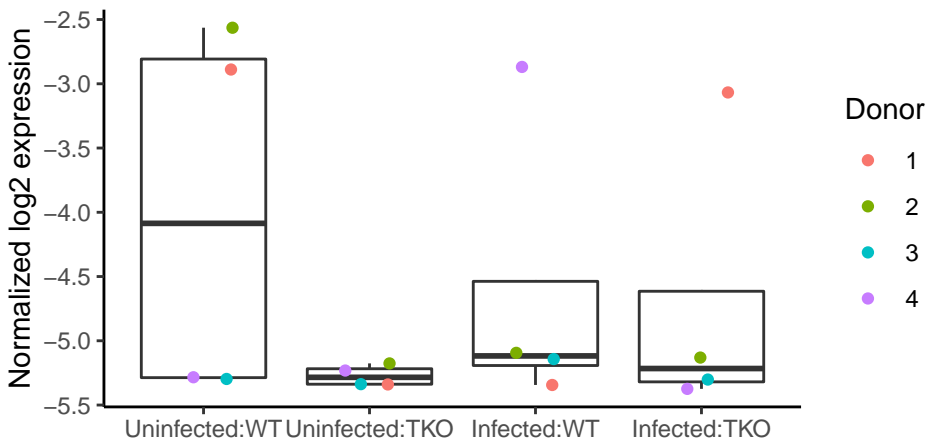 Normalized log2 expression
−2.5
−3.0
−3.5
−4.0
−4.5
−5.0
−5.5
Uninfected:WT
Uninfected:TKO
Infected:WT
Infected:TKO
Donor
1
2
3
4